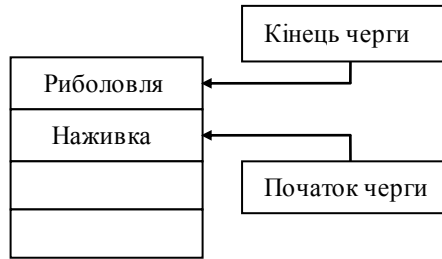 Кінець черги
Риболовля
Наживка
Початок черги